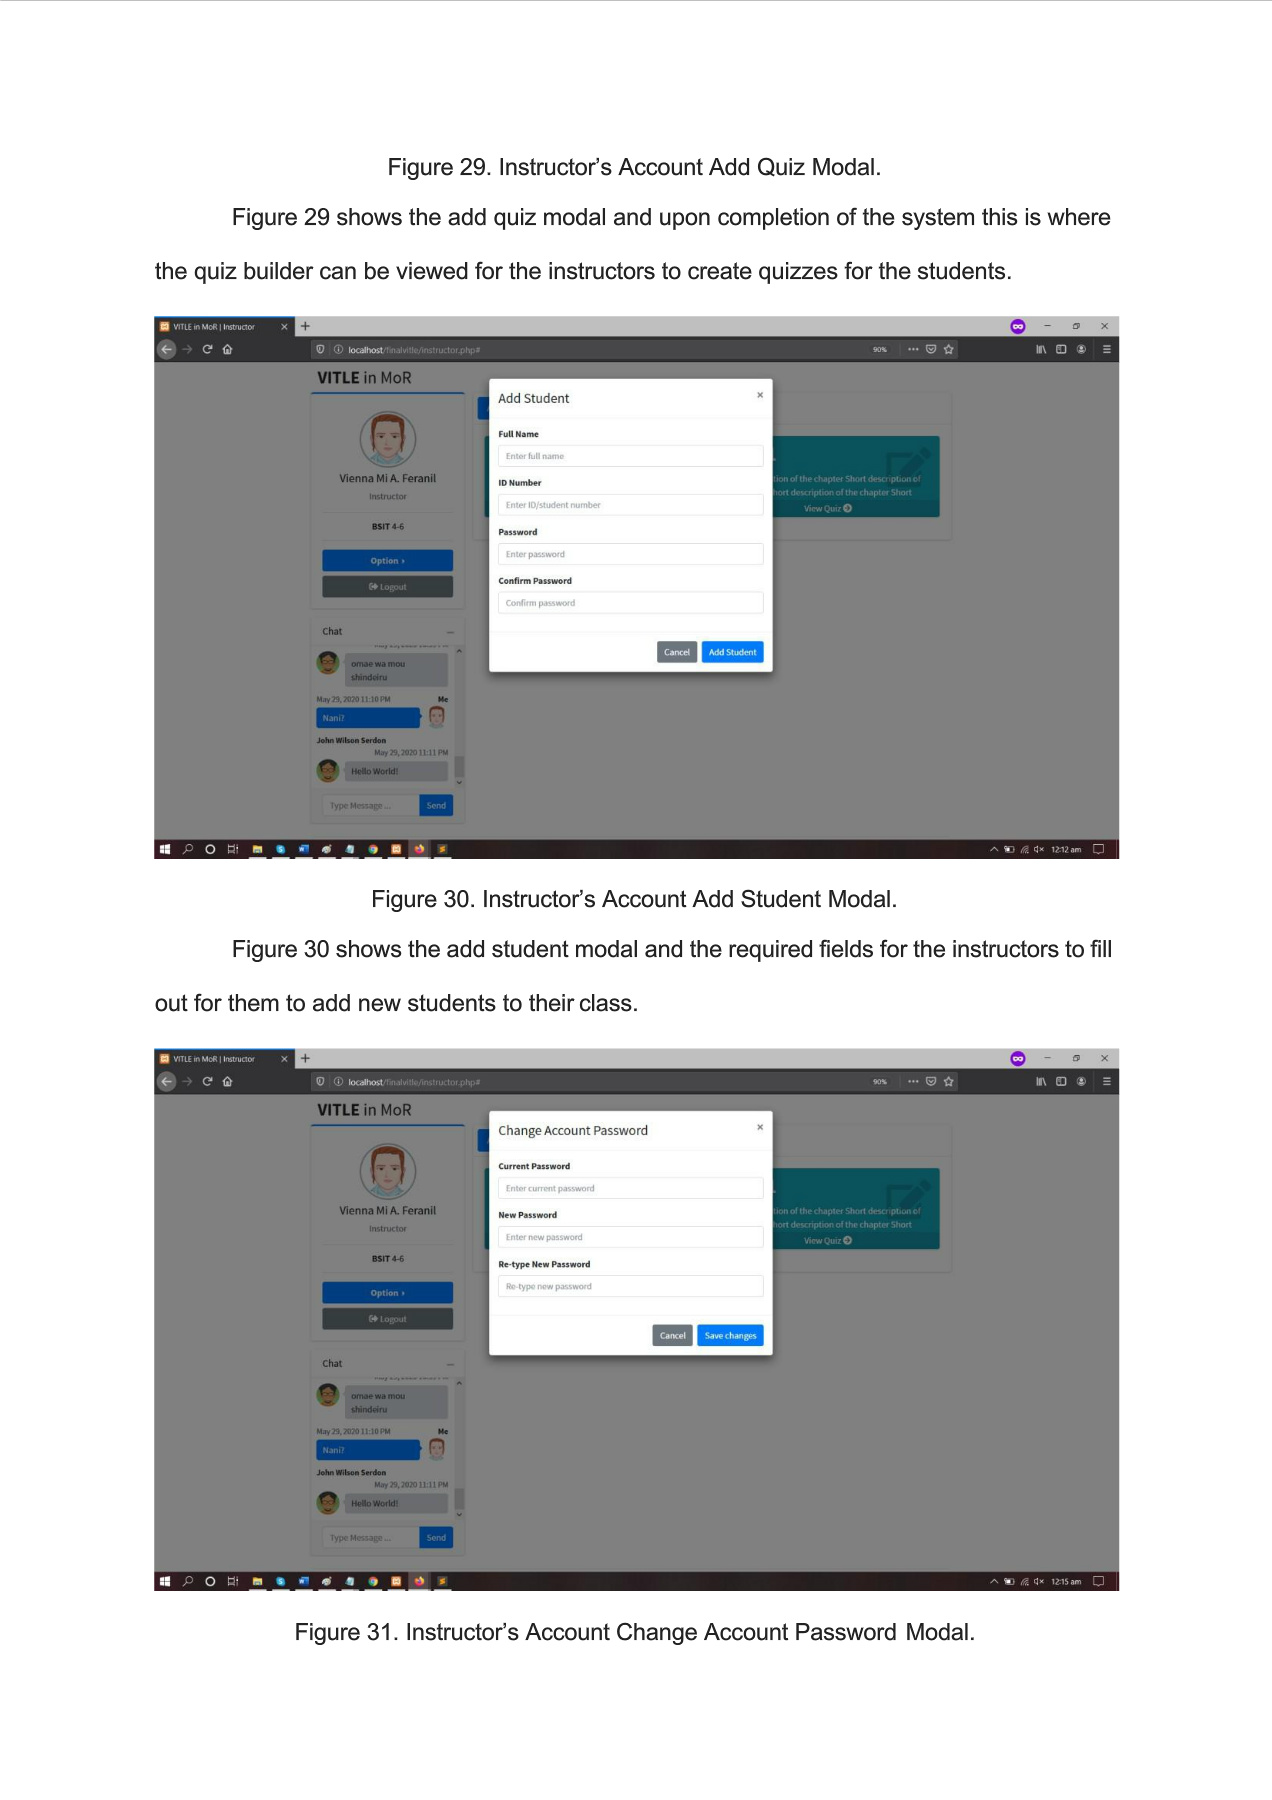 Figure 29. Instructor’s Account Add Quiz Modal.
Figure 29 shows the add quiz modal and upon completion of the system this is where
the quiz builder can be viewed for the instructors to create quizzes for the students.
VITLE in MoR | Instructor
localhost/finalvitle/instructor.php#
90%
VITLE in MoR
Vienna Mi A. Feranil
Instructor
BSIT 4-6
Option ›
Logout
Chat
omae wa mou
shindeiru
May 29, 2020 11:10 PM Me
Nani?
John Wilson Serdon
May 29, 2020 11:11 PM
Hello World!
Type Message ... Send
Add Student ×
Full Name
Enter full name
ID Number
Enter ID/student number
Password
Enter password
Confirm Password
Confirm password
Cancel Add Student
tion of the chapter Short description of
hort description of the chapter Short
View Quiz
12:12 am
Figure 30. Instructor’s Account Add Student Modal.
Figure 30 shows the add student modal and the required fields for the instructors to fill
out for them to add new students to their class.
VITLE in MoR | Instructor
localhost/finalvitle/instructor.php#
90%
VITLE in MoR
Vienna Mi A. Feranil
Instructor
BSIT 4-6
Option ›
Logout
Chat
omae wa mou
shindeiru
May 29, 2020 11:10 PM Me
Nani?
John Wilson Serdon
May 29, 2020 11:11 PM
Hello World!
Type Message ... Send
Change Account Password ×
Current Password
Enter current password
New Password
Enter new password
Re-type New Password
Re-type new password
Cancel Save changes
tion of the chapter Short description of
hort description of the chapter Short
View Quiz
12:15 am
Figure 31. Instructor’s Account Change Account Password Modal.